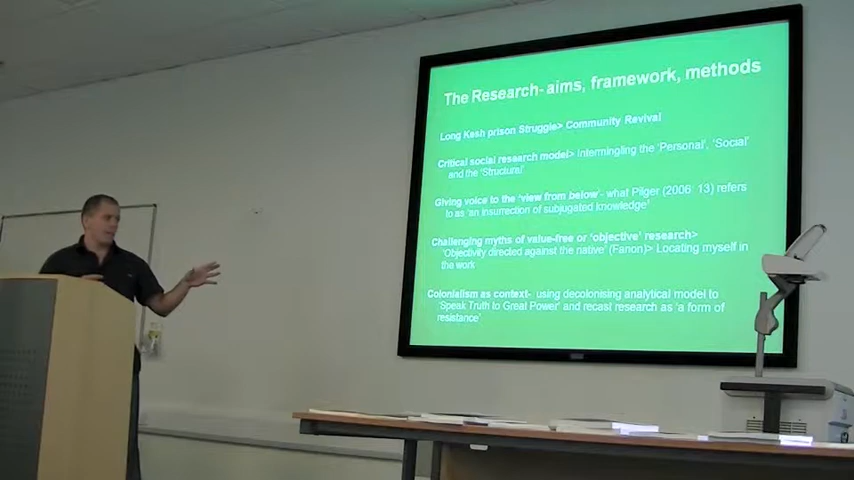 The Research- aims, framework, methods
Long Kesh prison Struggle> Community Revival
Critical social research model> Intermingling the 'Personal', 'Social'
and the 'Structural'
Giving voice to the 'view from below'- what Pilger (2006: 13) refers
to as 'an insurrection of subjugated knowledge'
Challenging myths of value-free or 'objective' research>
'Objectivity directed against the native' (Fanon)> Locating myself in
the work
Colonialism as context- using decolonising analytical model to
'Speak Truth to Great Power' and recast research as 'a form of
resistance'